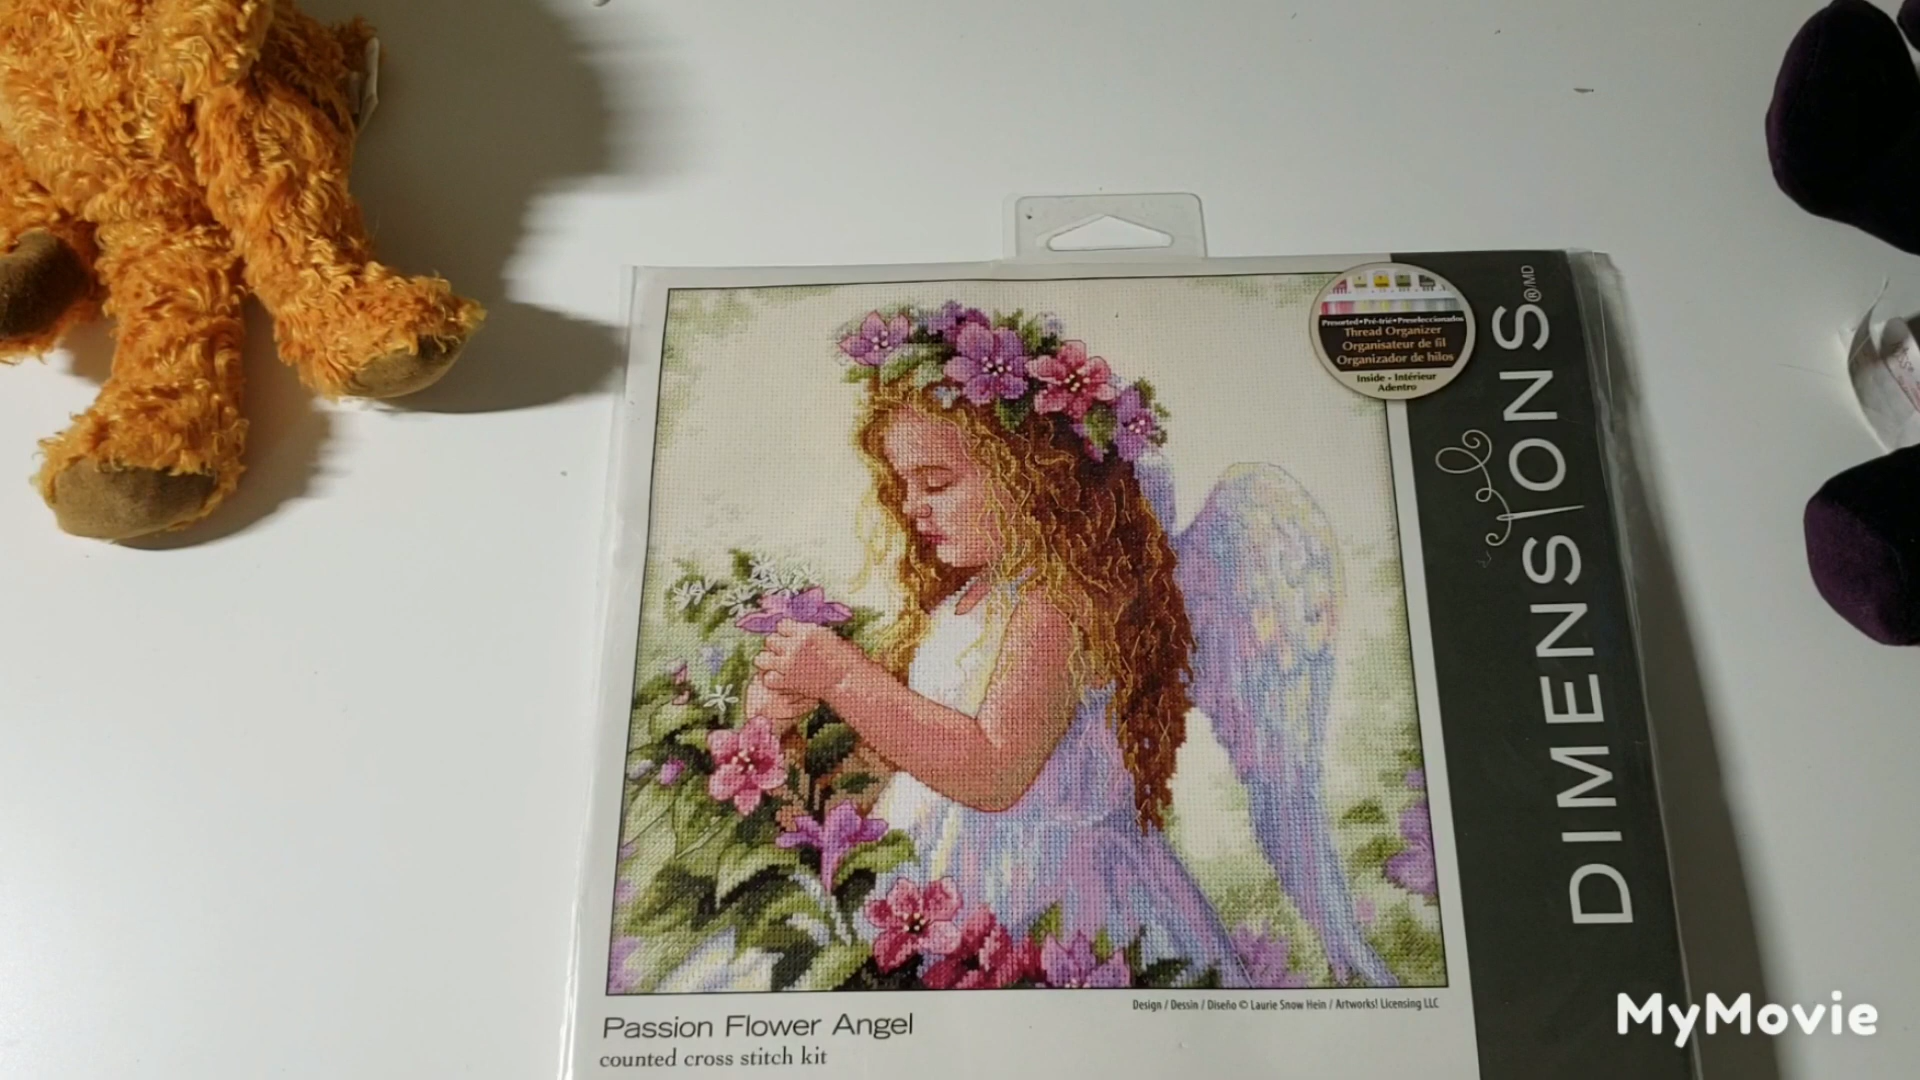 Presorted•Pré-trié•Preseleccionados
Thread Organizer
Organisateur de fil
Organizador de hilos
Inside - Intérieur
Adentro
DIMENSIONS®/MD
Design / Dessin / Diseño © Laurie Snow Hein / Artworks! Licensing LLC
Passion Flower Angel
counted cross stitch kit
MyMovie